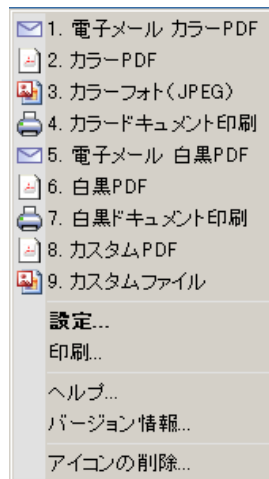 1. 電子メール カラーPDF
2. カラーPDF
3. カラーフォト(JPEG)
4. カラードキュメント印刷
5. 電子メール 白黒PDF
6. 白黒PDF
7. 白黒ドキュメント印刷
8. カスタムPDF
9. カスタムファイル
設定...
印刷...
ヘルプ...
バージョン情報...
アイコンの削除...